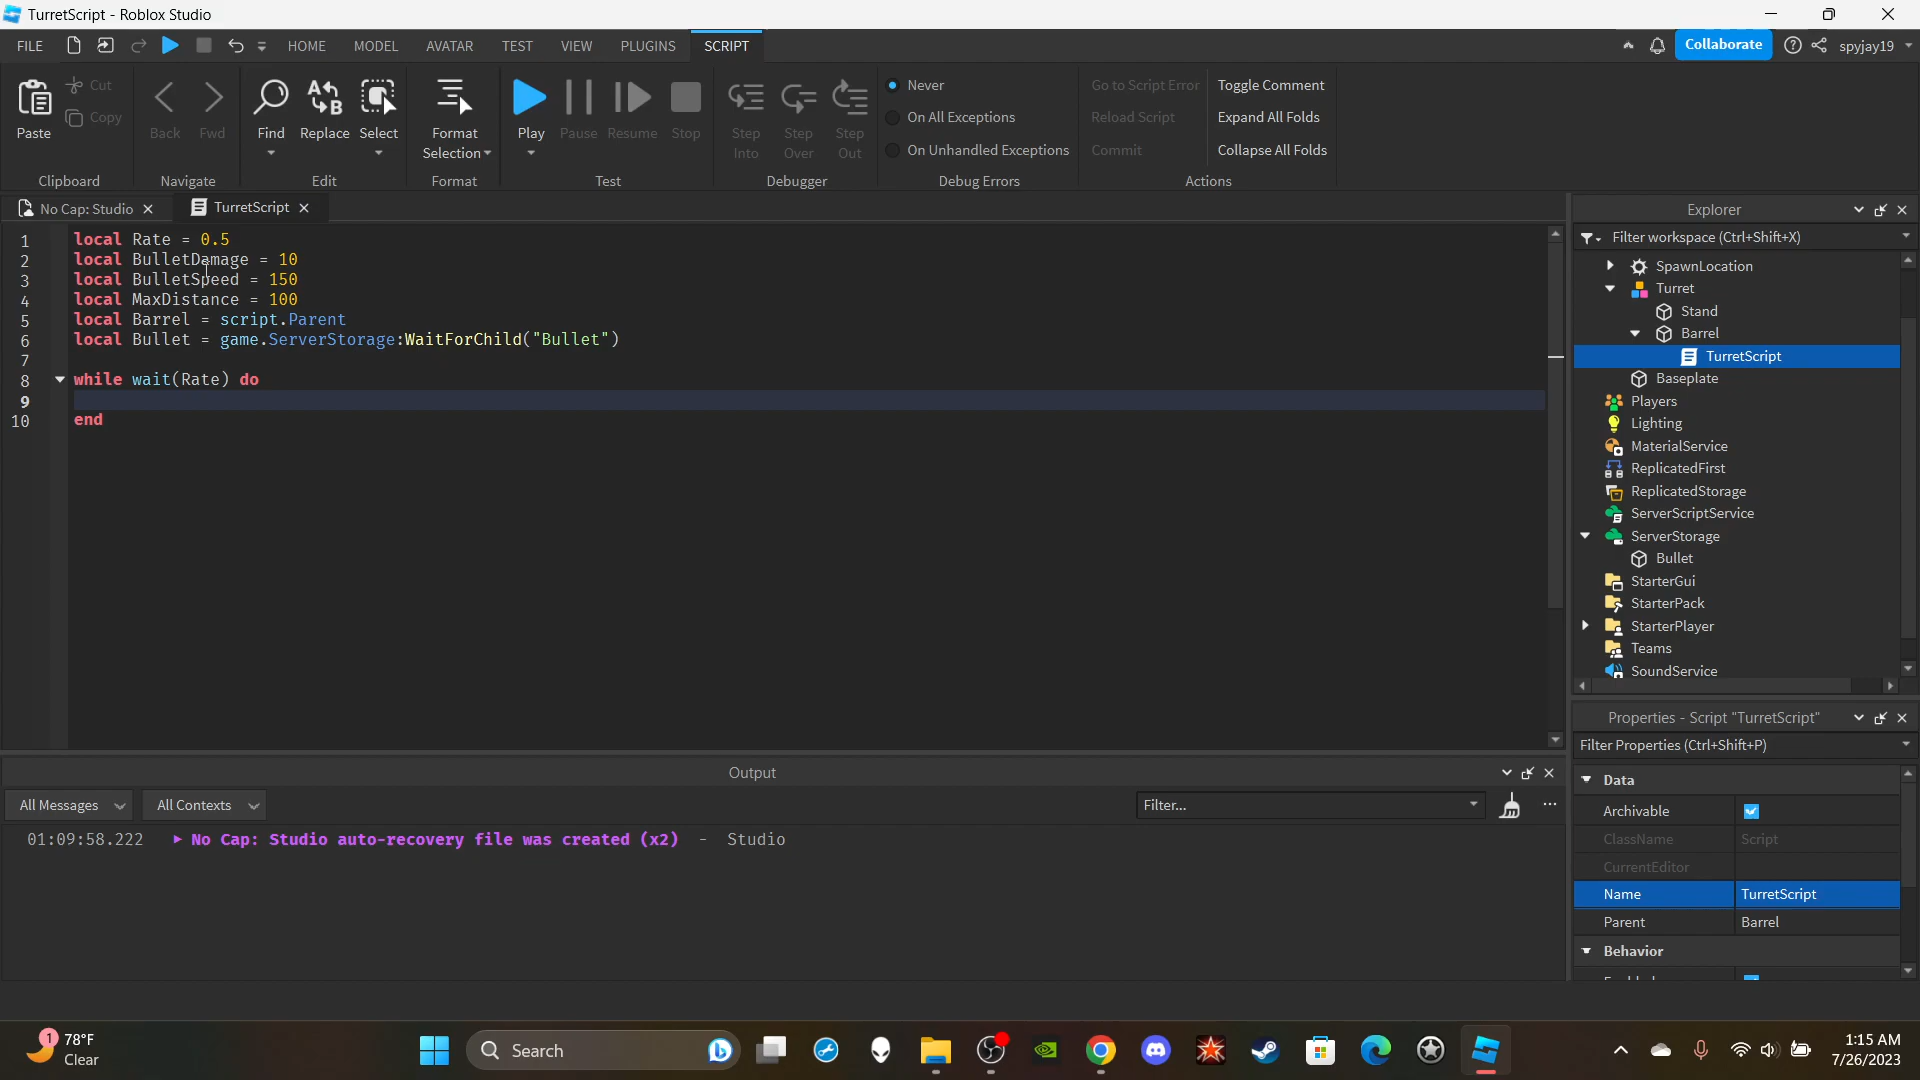 TurretScript - Roblox Studio
FILE HOME MODEL AVATAR TEST VIEW PLUGINS SCRIPT Collaborate spyjay19
Paste Cut Copy
Clipboard
Back Fwd
Navigate
Find Replace Select
Edit
Format Selection
Format
Play Pause Resume Stop
Test
Step Into Step Over Step Out
Debugger
Never
On All Exceptions
On Unhandled Exceptions
Debug Errors
Go to Script Error
Reload Script
Commit
Toggle Comment
Expand All Folds
Collapse All Folds
Actions
No Cap: Studio TurretScript
1 local Rate = 0.5
2 local BulletDamage = 10
3 local BulletSpeed = 150
4 local MaxDistance = 100
5 local Barrel = script.Parent
6 local Bullet = game.ServerStorage:WaitForChild("Bullet")
7
8 while wait(Rate) do
9
10 end
Explorer
Filter workspace (Ctrl+Shift+X)
SpawnLocation
Turret
Stand
Barrel
TurretScript
Baseplate
Players
Lighting
MaterialService
ReplicatedFirst
ReplicatedStorage
ServerScriptService
ServerStorage
Bullet
StarterGui
StarterPack
StarterPlayer
Teams
SoundService
Properties - Script "TurretScript"
Filter Properties (Ctrl+Shift+P)
Data
Archivable
ClassName Script
CurrentEditor
Name TurretScript
Parent Barrel
Behavior
Output
All Messages All Contexts Filter...
01:09:58.222 No Cap: Studio auto-recovery file was created (x2) - Studio
1 78°F
Clear
Search
1:15 AM
7/26/2023